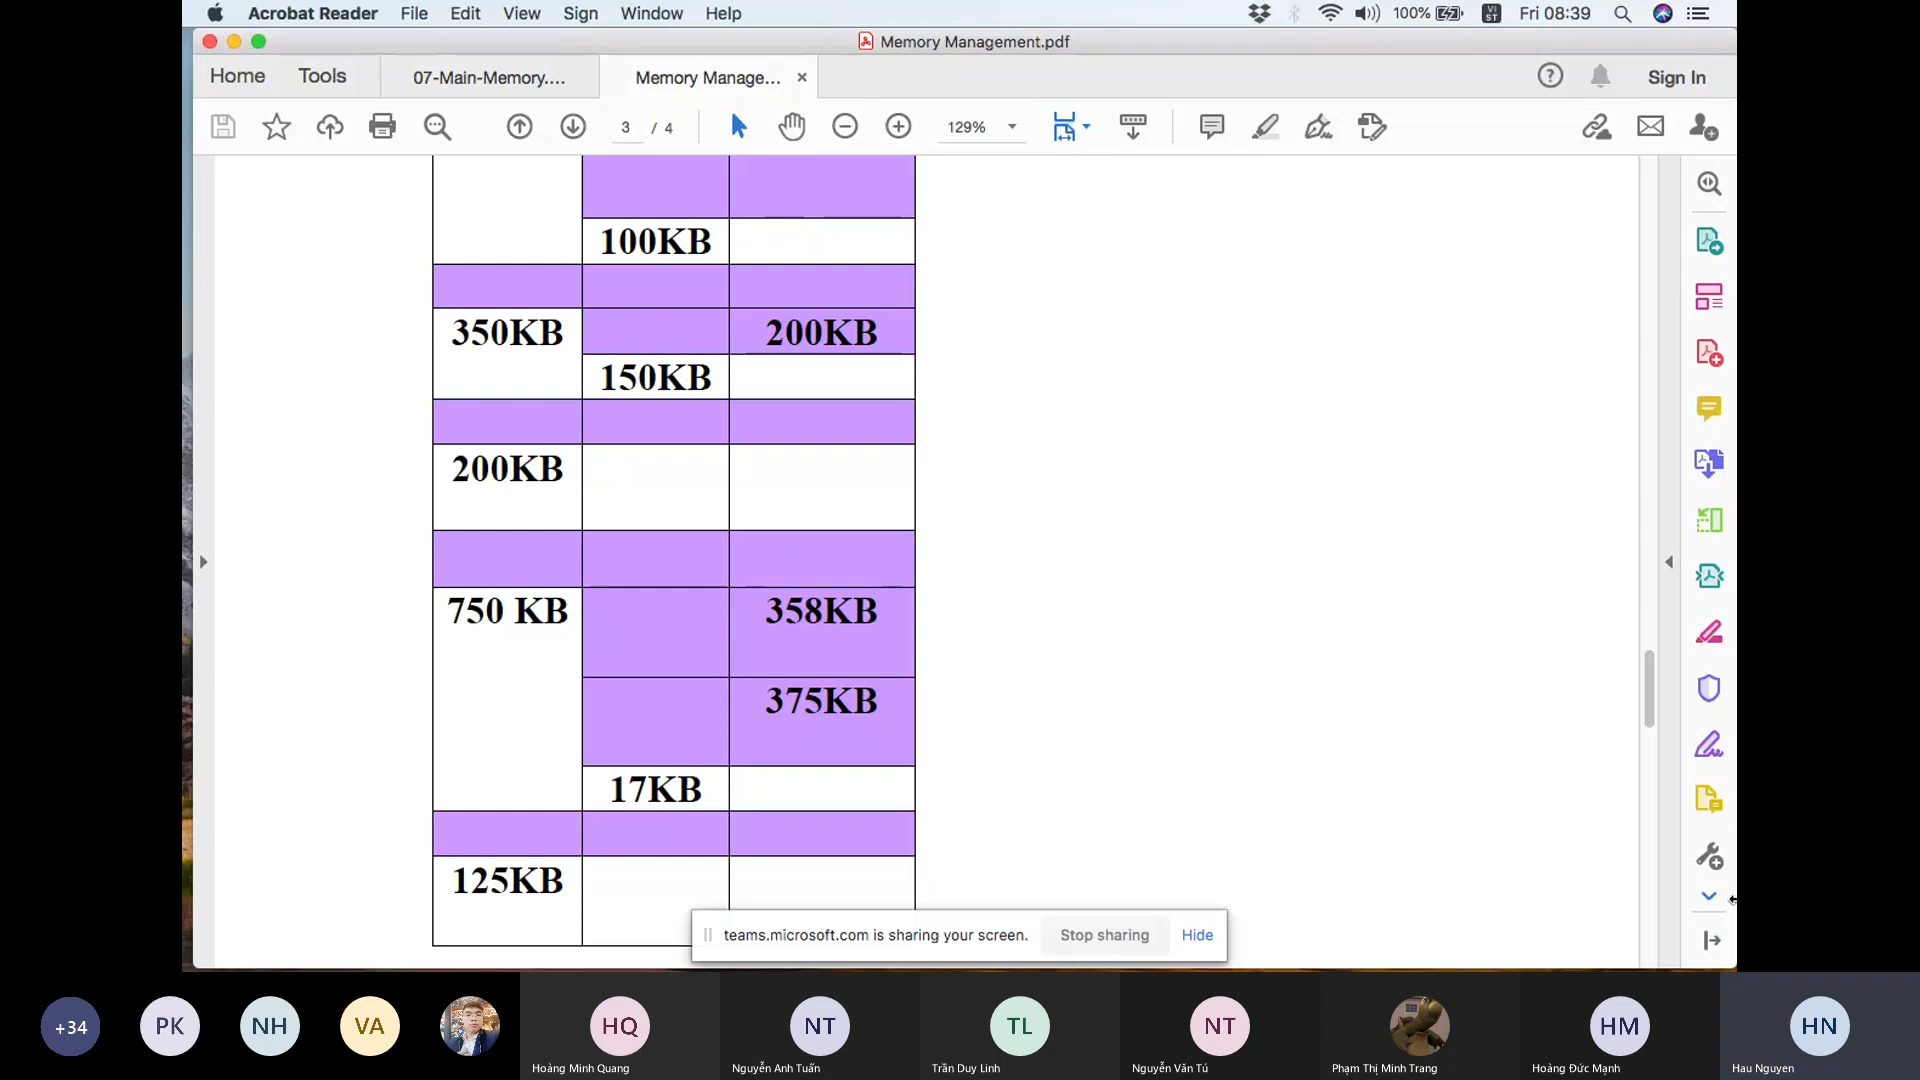 Acrobat Reader File Edit View Sign Window Help 100% VI ST Fri 08:39
Memory Management.pdf
Home Tools 07-Main-Memory.... Memory Manage... × ? Sign In
3 / 4 129%
100KB
350KB 200KB
150KB
200KB
750 KB 358KB
375KB
17KB
125KB
teams.microsoft.com is sharing your screen. Stop sharing Hide
+34 PK NH VA HQ NT TL NT HM HN
Hoàng Minh Quang Nguyễn Anh Tuấn Trần Duy Linh Nguyễn Văn Tú Phạm Thị Minh Trang Hoàng Đức Mạnh Hau Nguyen